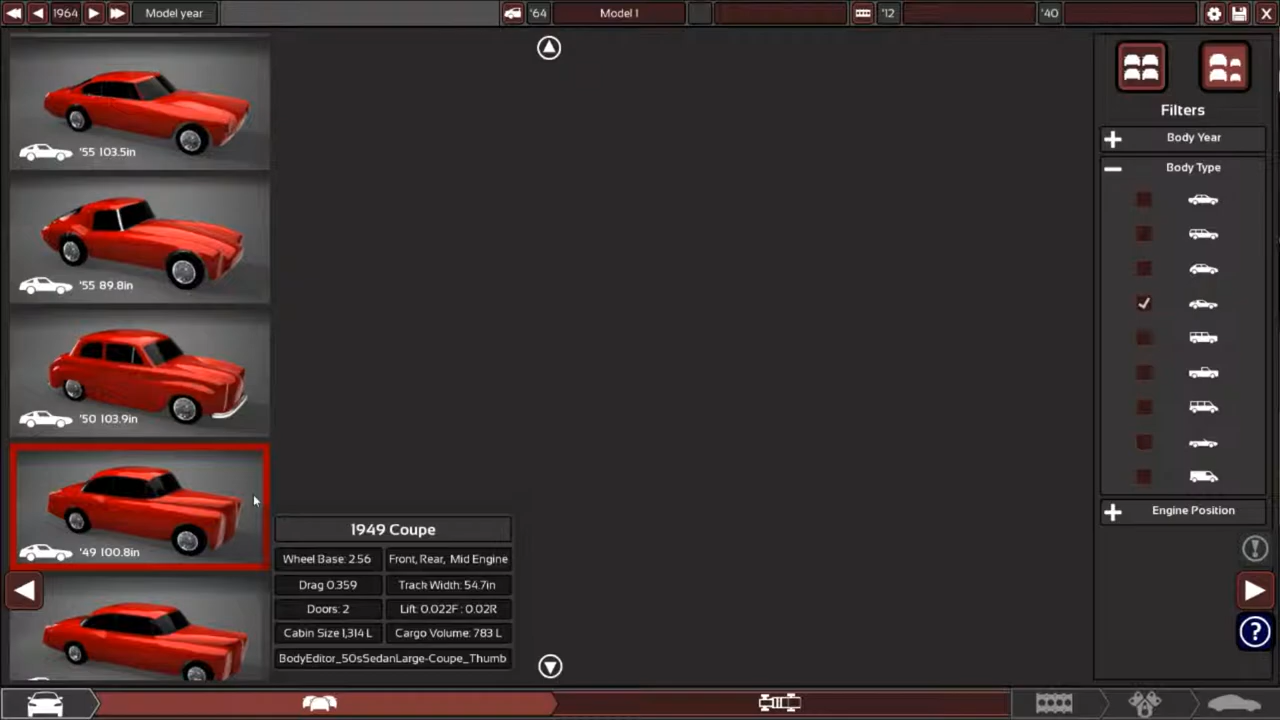 1964
Model year
'64
Model 1
'12
'40
'55 103.5in
'55 89.8in
'50 103.9in
'49 100.8in
1949 Coupe
Wheel Base: 2.56
Front, Rear, Mid Engine
Drag 0.359
Track Width: 54.7in
Doors: 2
Lift: 0.022F : 0.02R
Cabin Size 1,314 L
Cargo Volume: 783 L
BodyEditor_50sSedanLarge-Coupe_Thumb
Filters
Body Year
Body Type
Engine Position
?